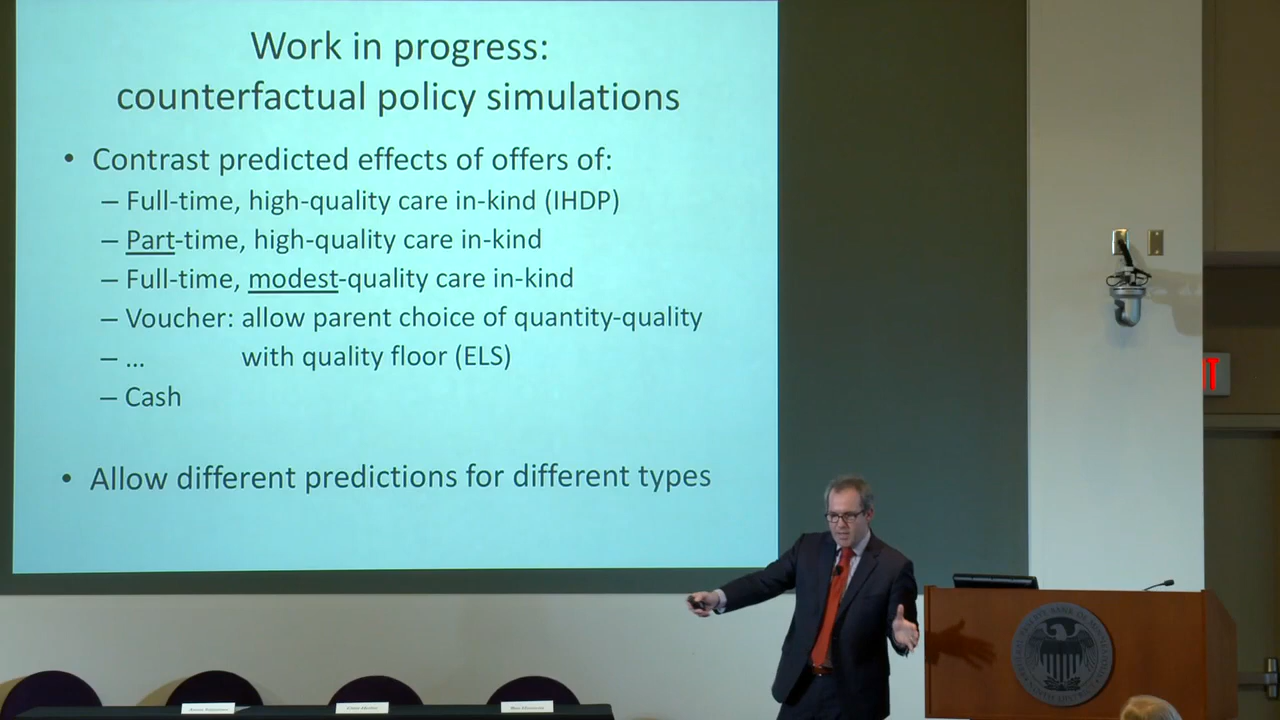 Work in progress:
counterfactual policy simulations
• Contrast predicted effects of offers of:
– Full-time, high-quality care in-kind (IHDP)
– Part-time, high-quality care in-kind
– Full-time, modest-quality care in-kind
– Voucher: allow parent choice of quantity-quality
– ... with quality floor (ELS)
– Cash
• Allow different predictions for different types